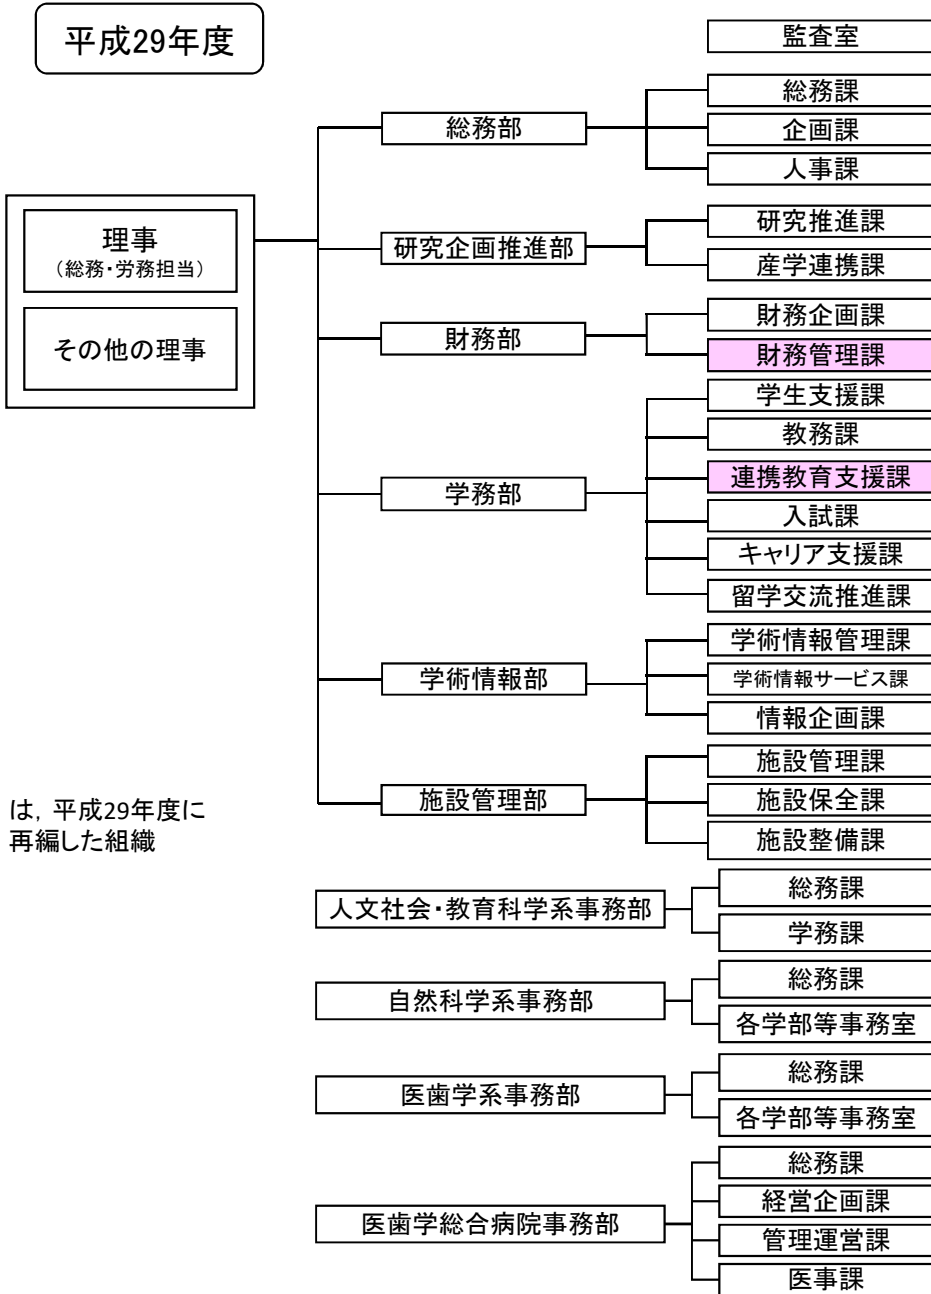 平成29年度
監査室
理事
（総務・労務担当）
その他の理事
総務部
総務課
企画課
人事課
研究企画推進部
研究推進課
産学連携課
財務部
財務企画課
財務管理課
学務部
学生支援課
教務課
連携教育支援課
入試課
キャリア支援課
留学交流推進課
学術情報部
学術情報管理課
学術情報サービス課
情報企画課
施設管理部
施設管理課
施設保全課
施設整備課
は，平成29年度に
再編した組織
人文社会・教育科学系事務部
総務課
学務課
自然科学系事務部
総務課
各学部等事務室
医歯学系事務部
総務課
各学部等事務室
医歯学総合病院事務部
総務課
経営企画課
管理運営課
医事課